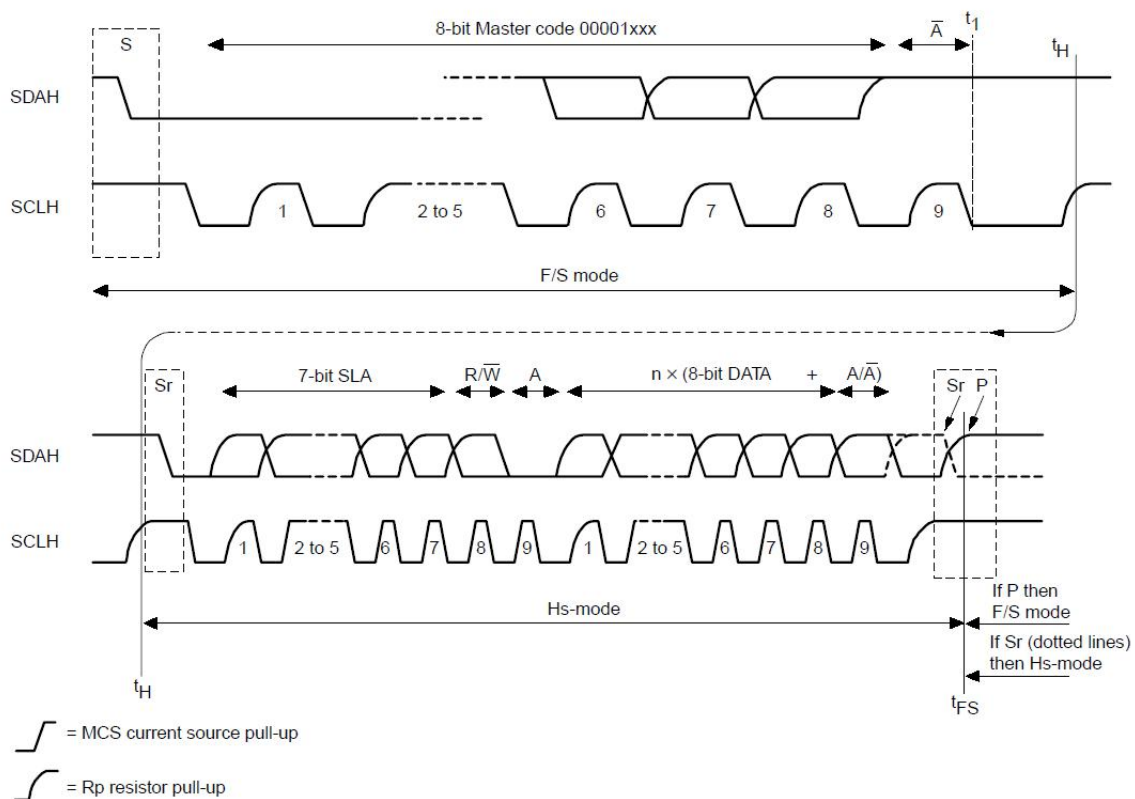 S
8-bit Master code 00001xxx
A̅
t1
tH
SDAH
SCLH
1
2 to 5
6
7
8
9
F/S mode
Sr
7-bit SLA
R/W̅
A
n × (8-bit DATA + A/A̅)
Sr P
SDAH
SCLH
1
2 to 5
6
7
8
9
1
2 to 5
6
7
8
9
If P then
F/S mode
Hs-mode
If Sr (dotted lines)
then Hs-mode
tH
tFS
= MCS current source pull-up
= Rp resistor pull-up